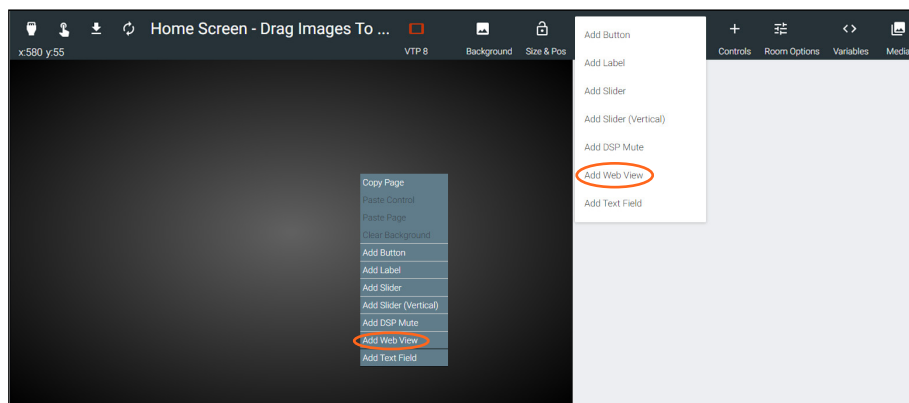 Home Screen - Drag Images To ...
x:580 y:55
VTP 8
Background
Size & Pos
Controls
Room Options
Variables
Media
Add Button
Add Label
Add Slider
Add Slider (Vertical)
Add DSP Mute
Add Web View
Add Text Field
Copy Page
Paste Control
Paste Page
Clear Background
Add Button
Add Label
Add Slider
Add Slider (Vertical)
Add DSP Mute
Add Web View
Add Text Field